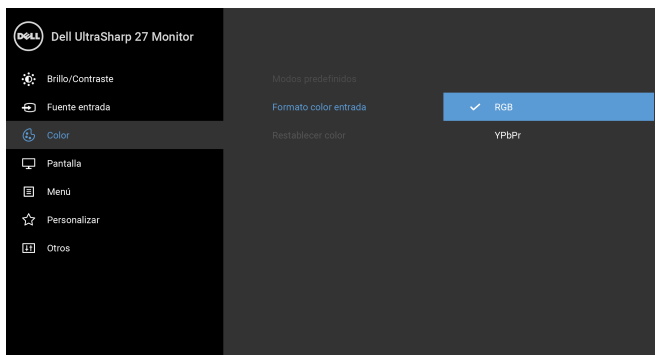 DELL Dell UltraSharp 27 Monitor
Brillo/Contraste
Modos predefinidos
Fuente entrada
Formato color entrada
RGB
Color
Restablecer color
YPbPr
Pantalla
Menú
Personalizar
Otros